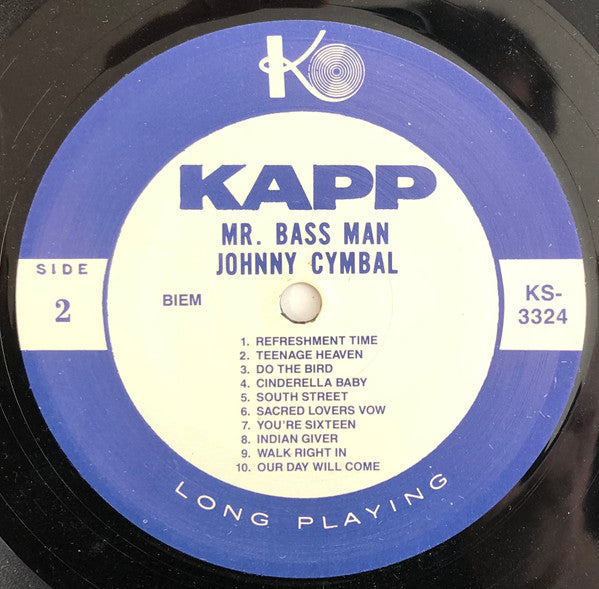 K
KAPP
MR. BASS MAN
JOHNNY CYMBAL
SIDE
2
BIEM
KS-
3324
1. REFRESHMENT TIME
2. TEENAGE HEAVEN
3. DO THE BIRD
4. CINDERELLA BABY
5. SOUTH STREET
6. SACRED LOVERS VOW
7. YOU'RE SIXTEEN
8. INDIAN GIVER
9. WALK RIGHT IN
10. OUR DAY WILL COME
LONG PLAYING